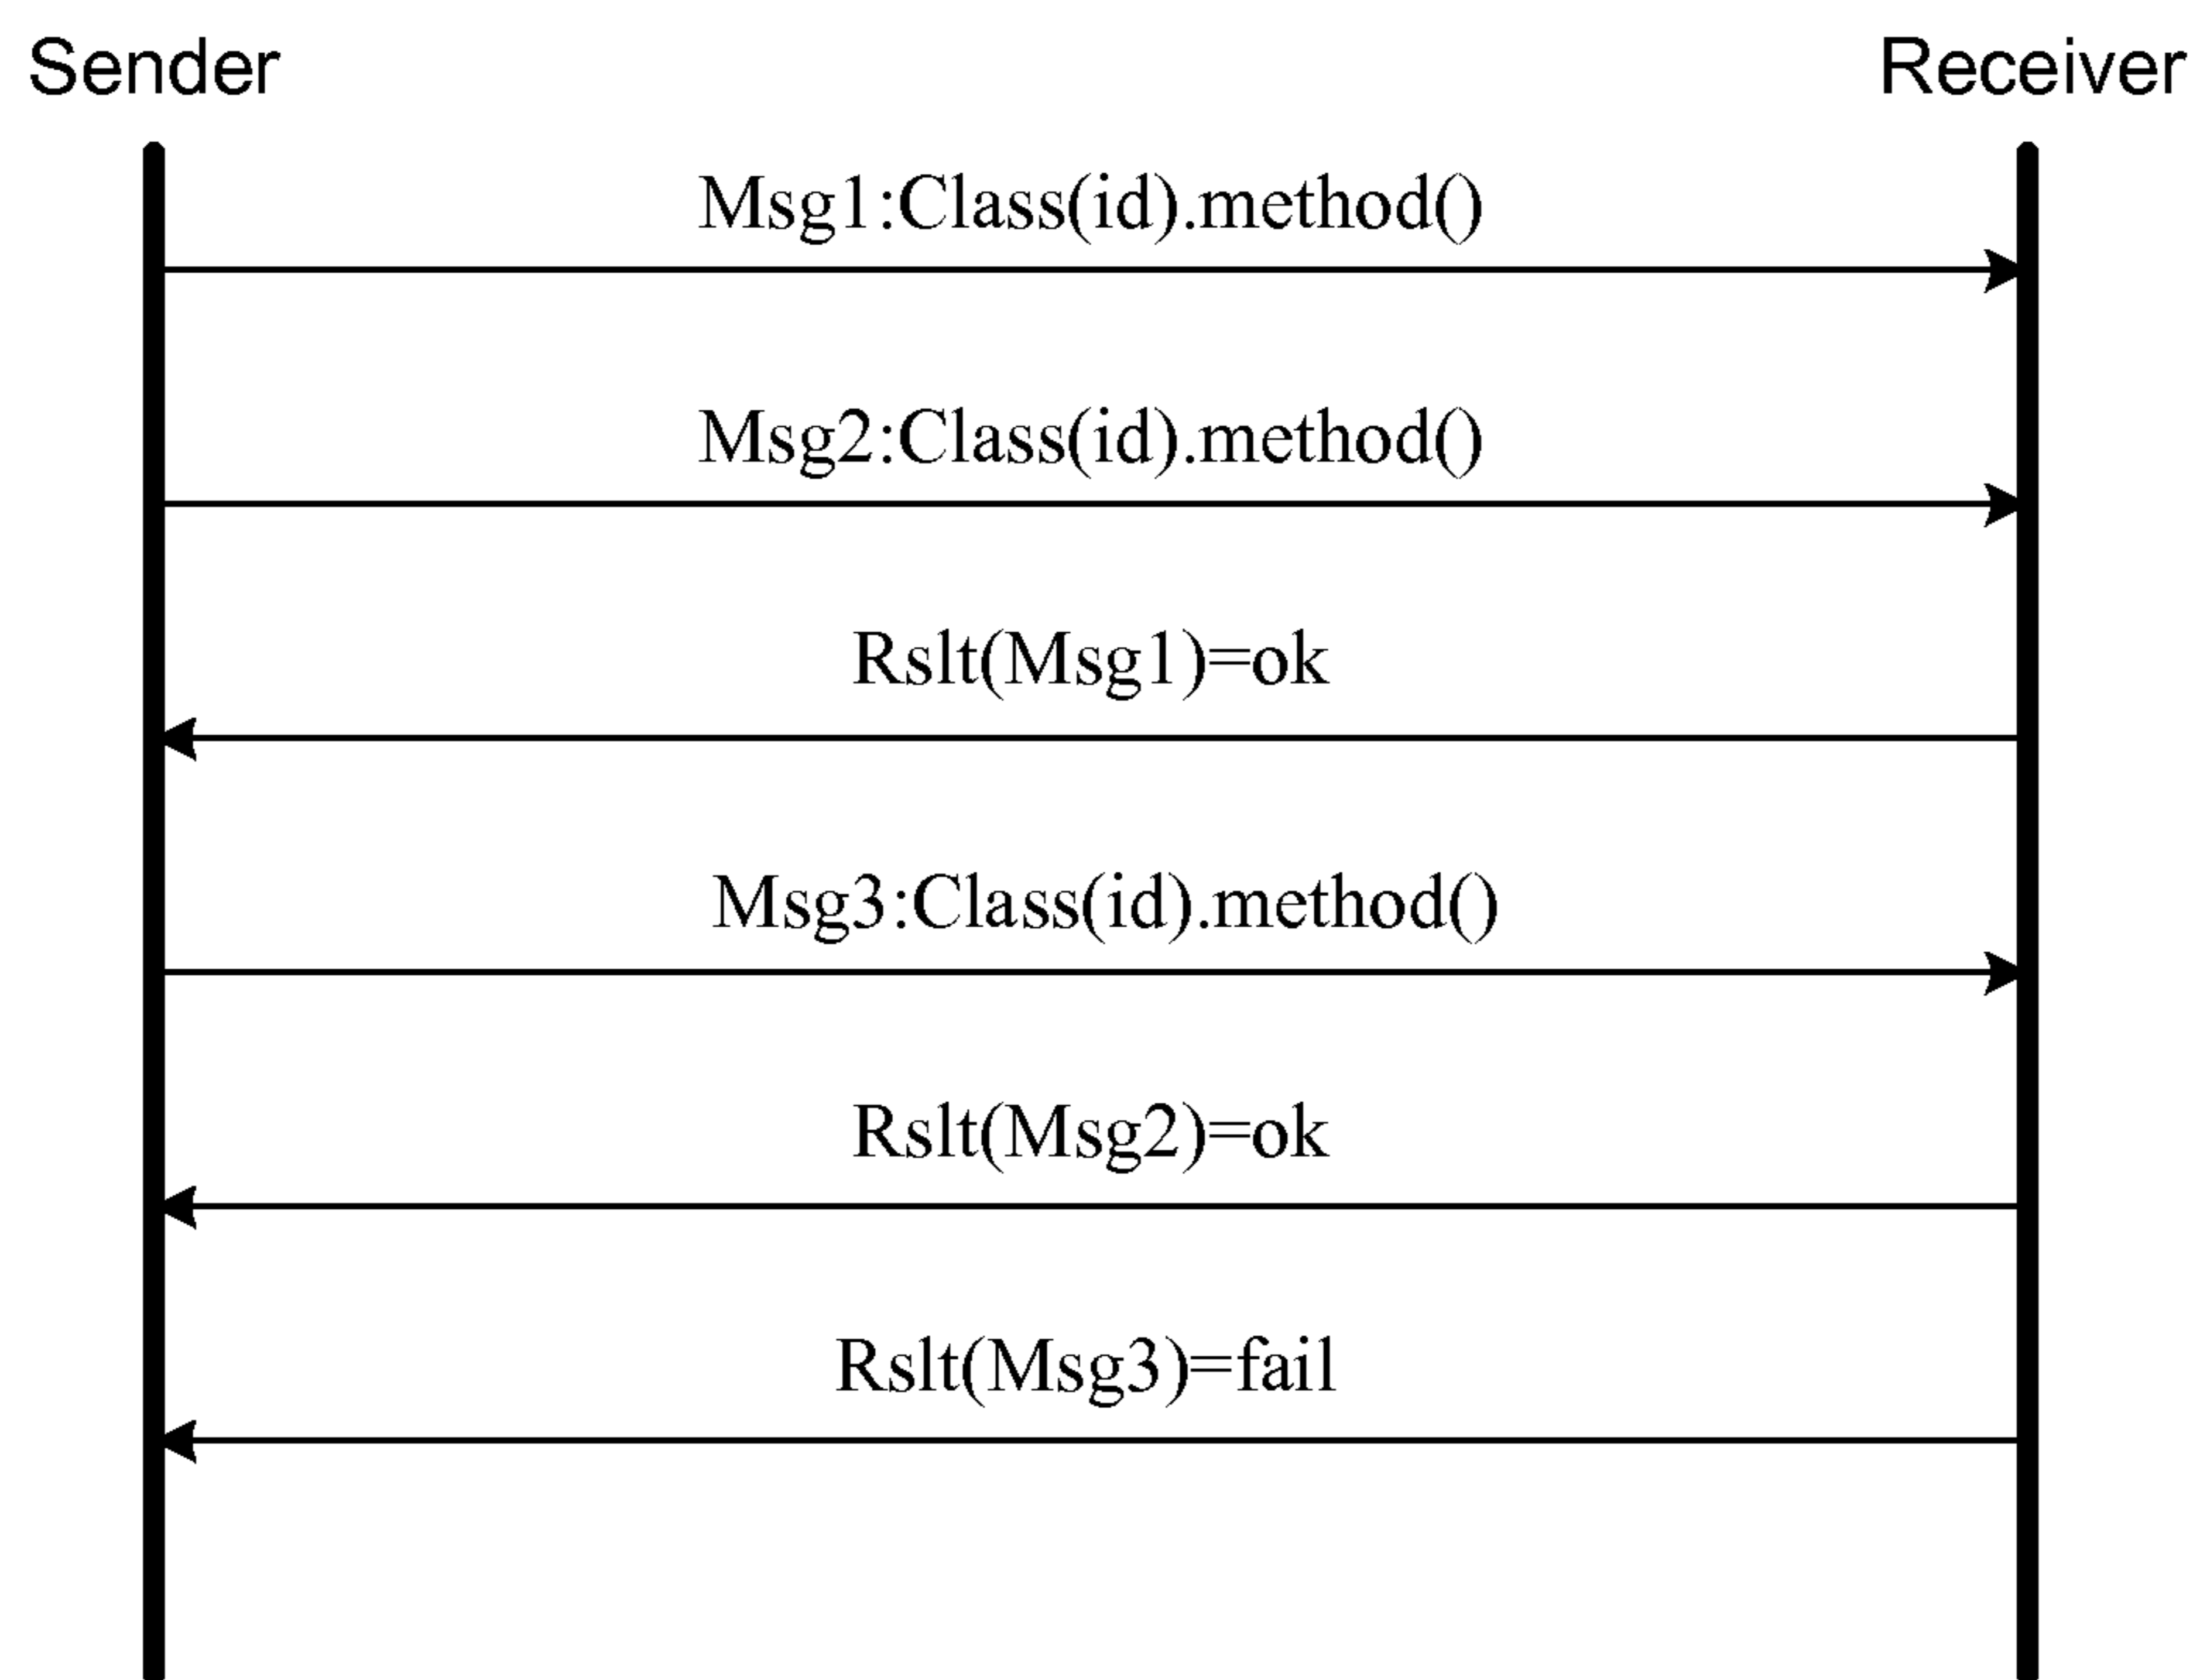 Sender
Receiver
Msg1:Class(id).method()
Msg2:Class(id).method()
Rslt(Msg1)=ok
Msg3:Class(id).method()
Rslt(Msg2)=ok
Rslt(Msg3)=fail